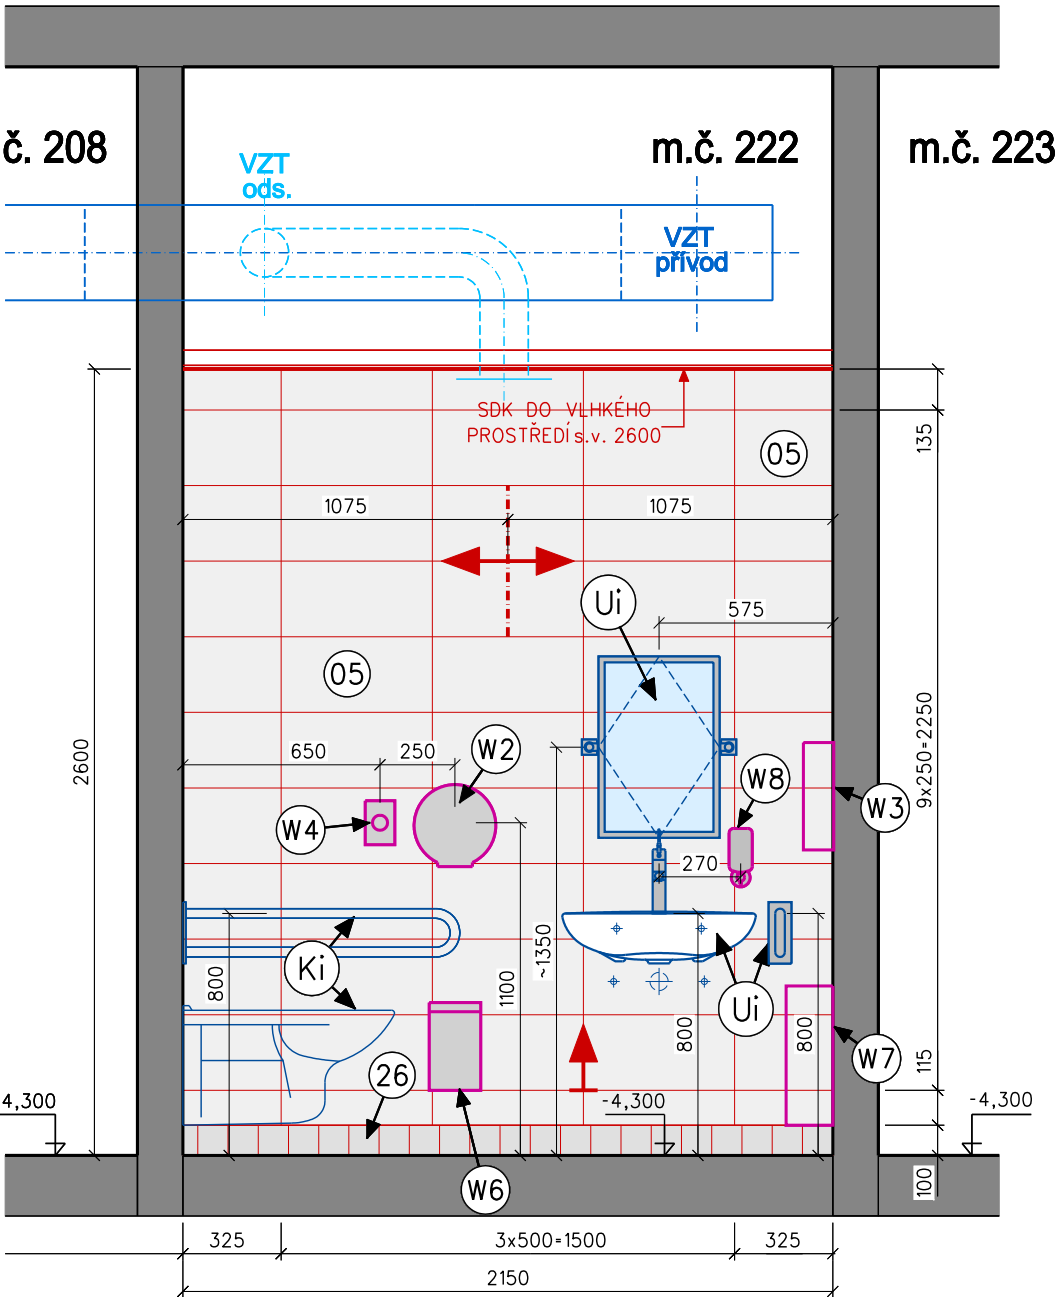 č. 208
m.č. 222
m.č. 223
VZT
ods.
VZT
přívod
SDK DO VLHKÉHO
PROSTŘEDÍ s.v. 2600
05
135
1075
1075
Ui
575
05
2600
650
250
W2
W8
9x250=2250
W4
W3
270
Ki
800
~1350
1100
Ui
800
800
W7
26
115
4,300
-4,300
-4,300
W6
100
325
3x500=1500
325
2150